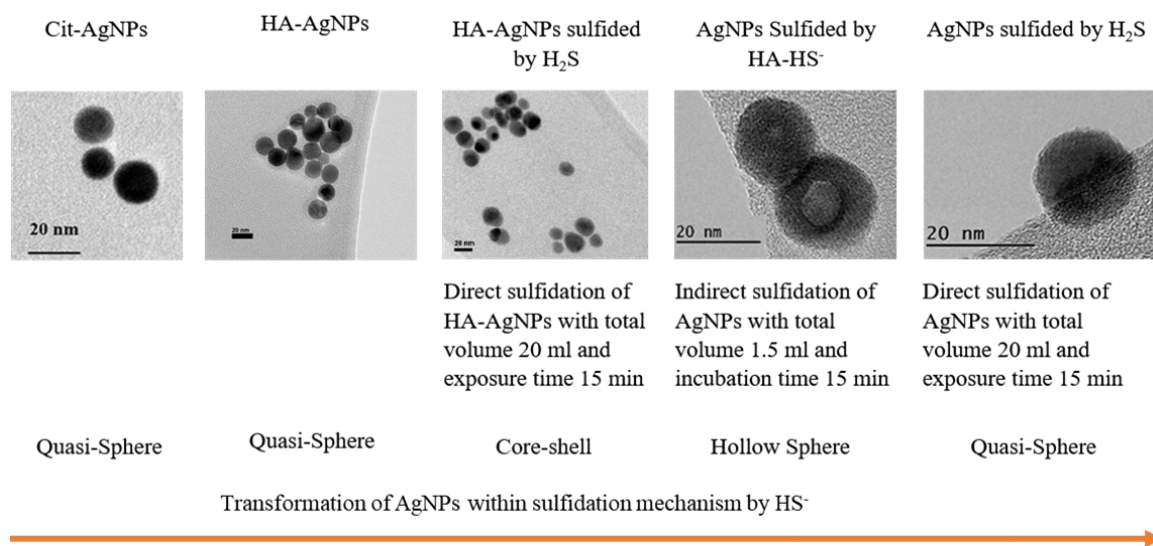 Cit-AgNPs
HA-AgNPs
HA-AgNPs sulfided
by H₂S
AgNPs Sulfided by
HA-HS⁻
AgNPs sulfided by H₂S
20 nm
20 nm
20 nm
20 nm
20 nm
Direct sulfidation of
HA-AgNPs with total
volume 20 ml and
exposure time 15 min
Indirect sulfidation of
AgNPs with total
volume 1.5 ml and
incubation time 15 min
Direct sulfidation of
AgNPs with total
volume 20 ml and
exposure time 15 min
Quasi-Sphere
Quasi-Sphere
Core-shell
Hollow Sphere
Quasi-Sphere
Transformation of AgNPs within sulfidation mechanism by HS⁻